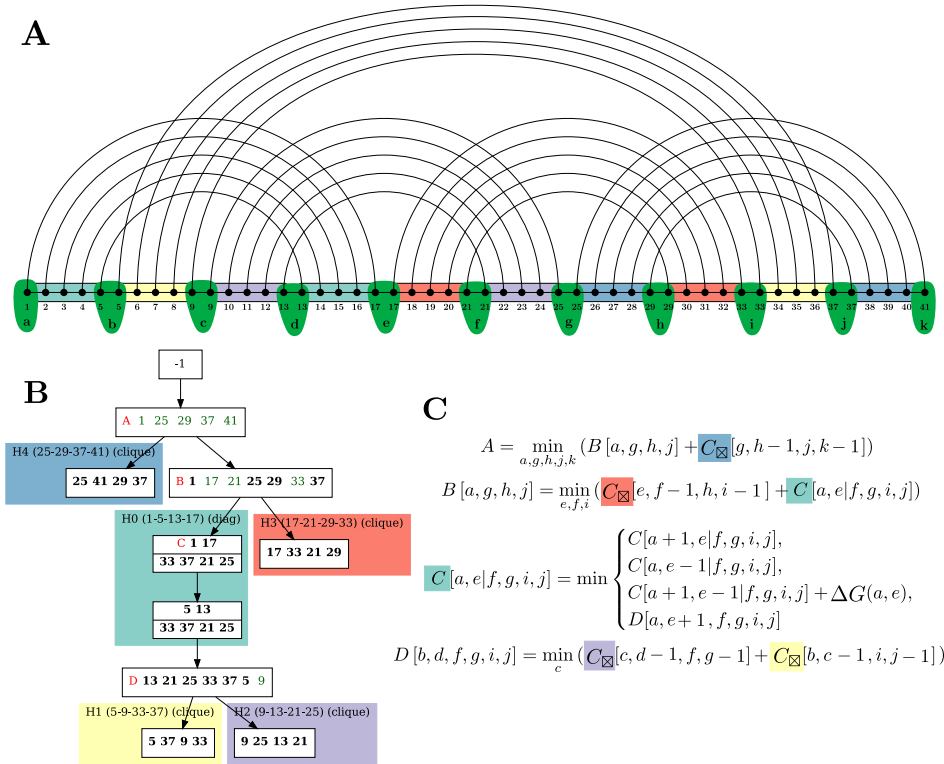 A
1 2 3 4 5 5 6 7 8 9 9 10 11 12 13 13 14 15 16 17 17 18 19 20 21 21 22 23 24 25 25 26 27 28 29 29 30 31 32 33 33 34 35 36 37 37 38 39 40 41
a b c d e f g h i j k
B
-1
A 1 25 29 37 41
H4 (25-29-37-41) (clique)
25 41 29 37
B 1 17 21 25 29 33 37
H0 (1-5-13-17) (diag)
C 1 17
33 37 21 25
5 13
33 37 21 25
H3 (17-21-29-33) (clique)
17 33 21 29
D 13 21 25 33 37 5 9
H1 (5-9-33-37) (clique)
5 37 9 33
H2 (9-13-21-25) (clique)
9 25 13 21
C
A = min_{a,g,h,j,k} (B[a, g, h, j] + C_⊠[g, h−1, j, k−1])
B[a, g, h, j] = min_{e,f,i} (C_⊠[e, f−1, h, i−1] + C[a, e|f, g, i, j])
C[a, e|f, g, i, j] = min {
C[a+1, e|f, g, i, j],
C[a, e−1|f, g, i, j],
C[a+1, e−1|f, g, i, j] + ΔG(a, e),
D[a, e+1, f, g, i, j]
D[b, d, f, g, i, j] = min_c (C_⊠[c, d−1, f, g−1] + C_⊠[b, c−1, i, j−1])